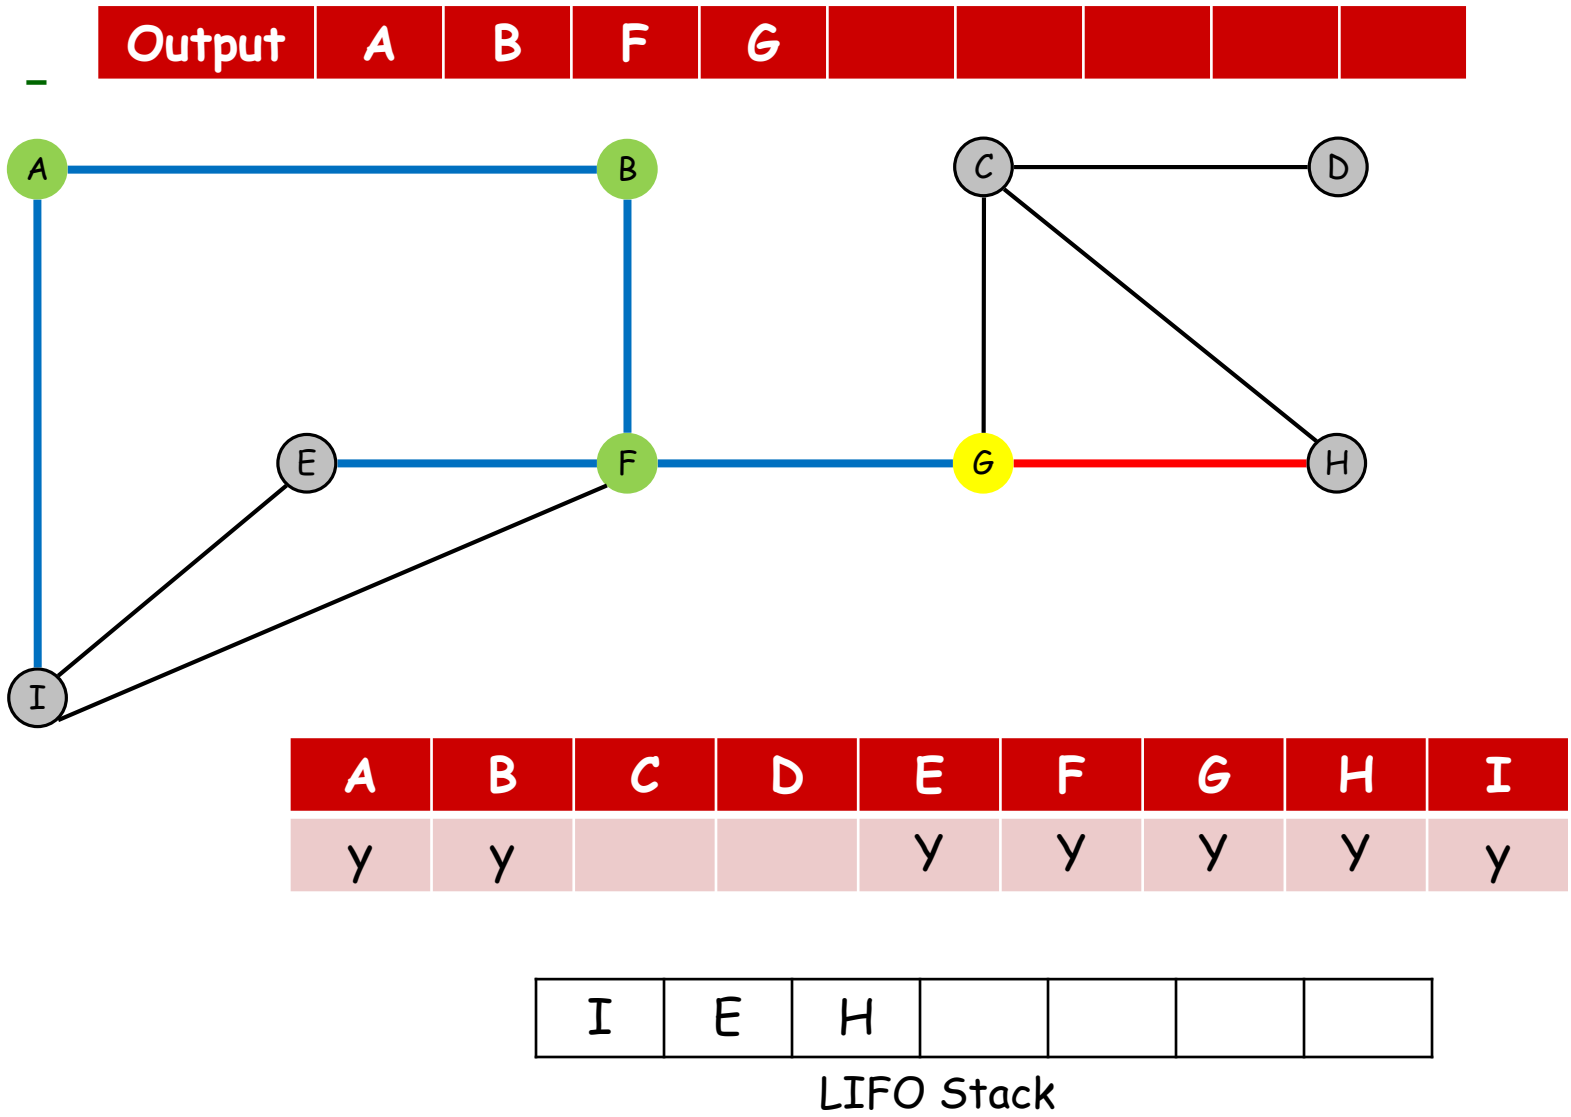 Output A B F G
A B C D
E F G H
I
A B C D E F G H I
y y y y y y y
I E H
LIFO Stack